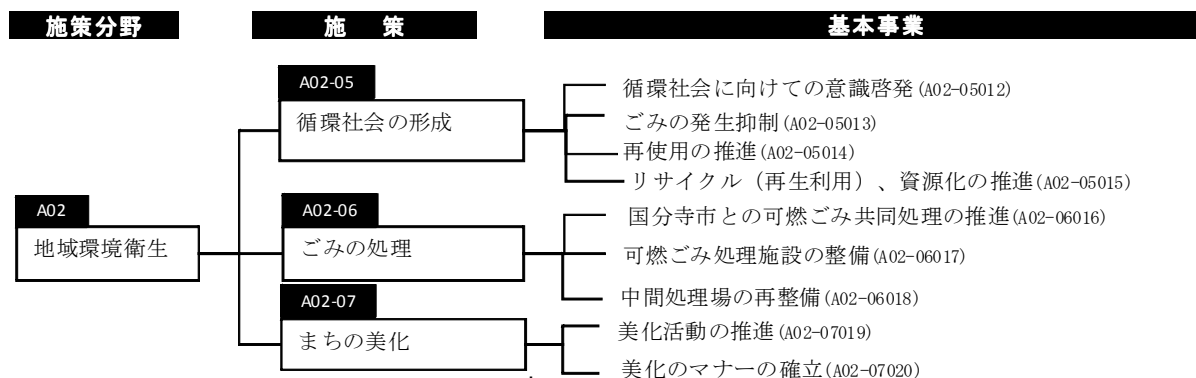 施策分野 施 策 基本事業
A02-05
循環社会の形成
循環社会に向けての意識啓発(A02-05012)
ごみの発生抑制(A02-05013)
再使用の推進(A02-05014)
リサイクル（再生利用）、資源化の推進(A02-05015)
A02
地域環境衛生
A02-06
ごみの処理
国分寺市との可燃ごみ共同処理の推進(A02-06016)
可燃ごみ処理施設の整備(A02-06017)
中間処理場の再整備(A02-06018)
A02-07
まちの美化
美化活動の推進(A02-07019)
美化のマナーの確立(A02-07020)